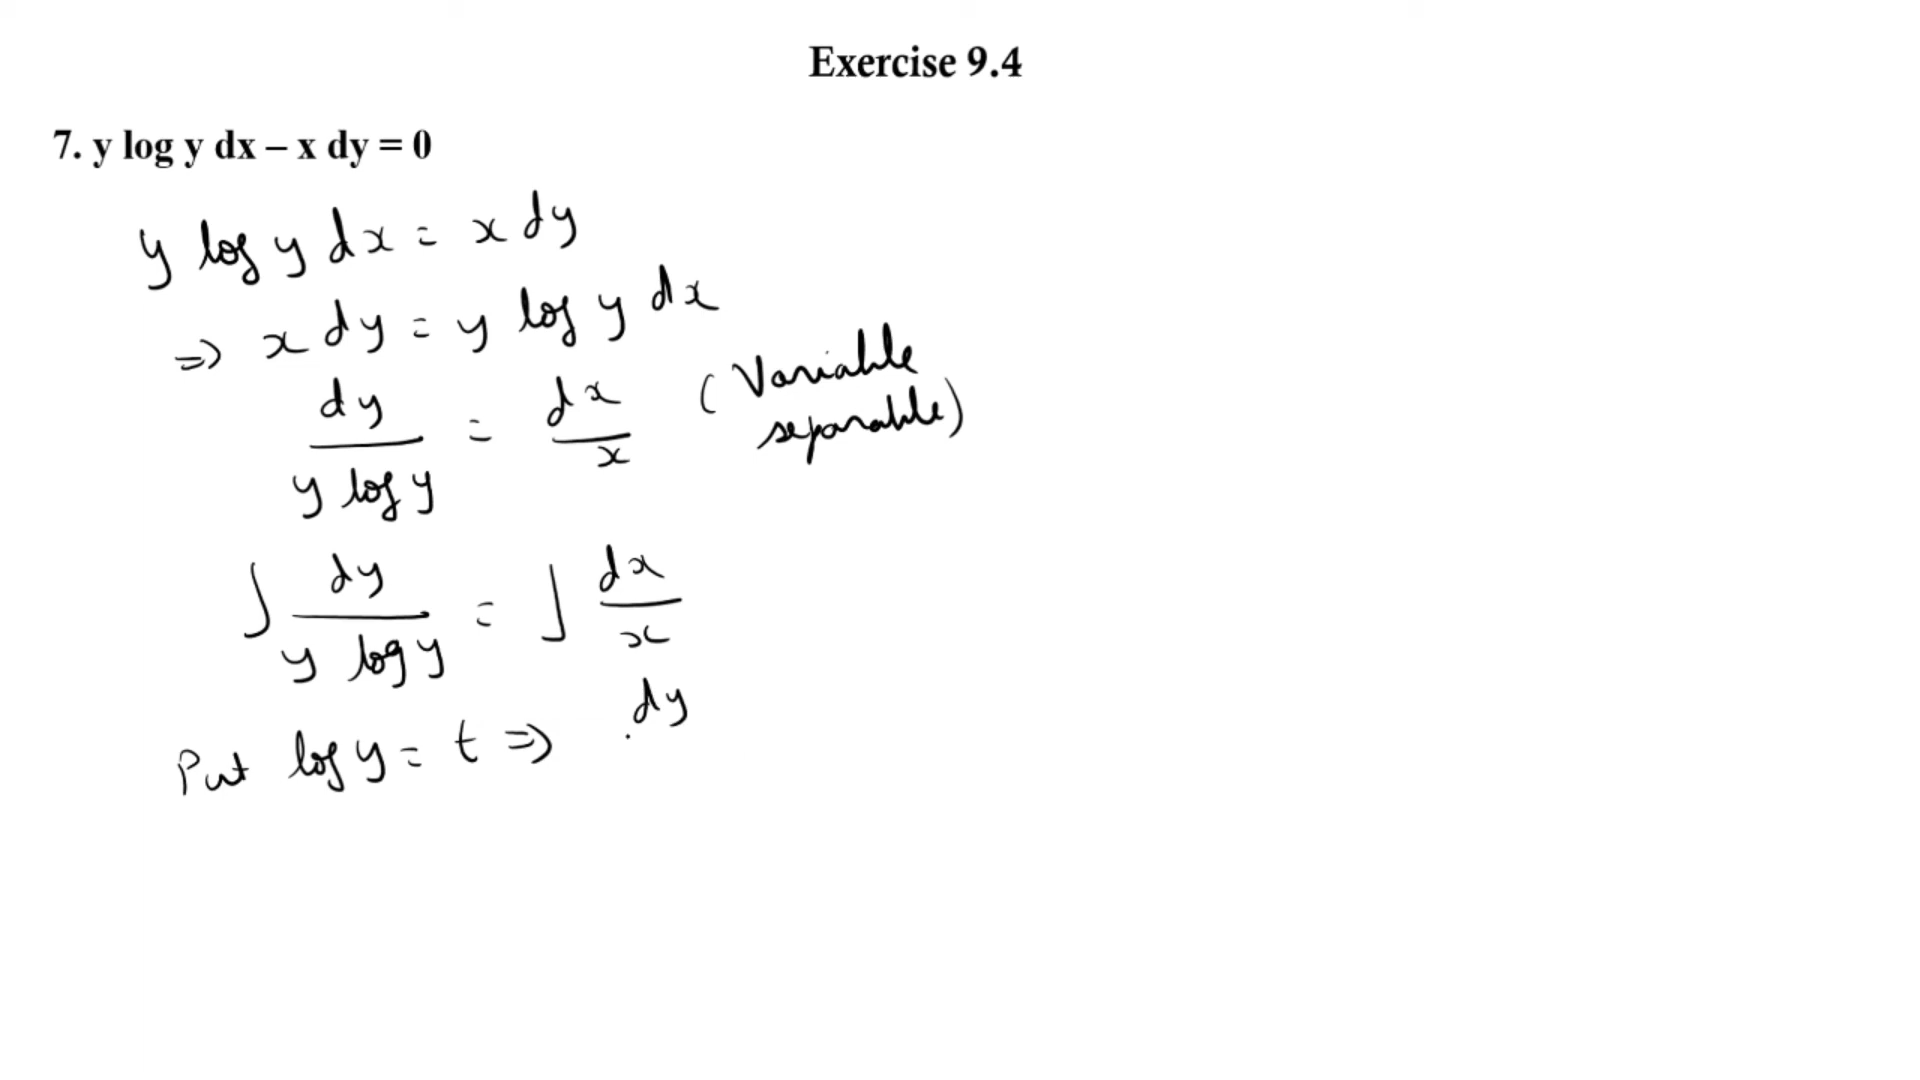 Exercise 9.4
7. y log y dx – x dy = 0
y log y dx = x dy
⇒ x dy = y log y dx
dy/(y log y) = dx/x (Variable separable)
∫ dy/(y log y) = ∫ dx/x
Put log y = t ⇒ dy